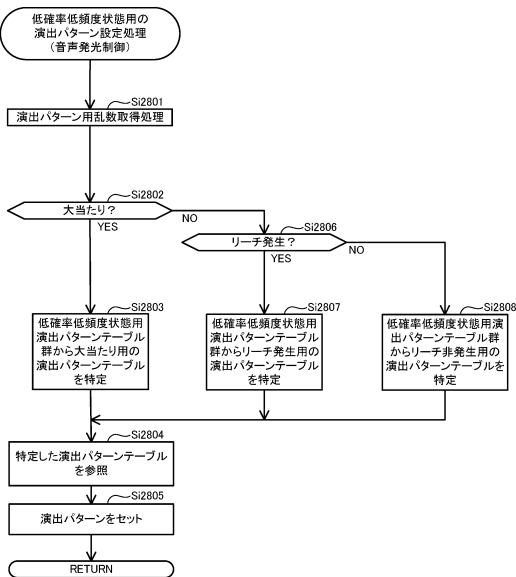 低確率低頻度状態用の
演出パターン設定処理
(音声発光制御)
Si2801
演出パターン用乱数取得処理
Si2802
大当たり？
NO
YES
Si2806
リーチ発生？
NO
YES
Si2803
低確率低頻度状態用
演出パターンテーブル
群から大当たり用の
演出パターンテーブル
を特定
Si2807
低確率低頻度状態用
演出パターンテーブル
群からリーチ発生用の
演出パターンテーブル
を特定
Si2808
低確率低頻度状態用演
出パターンテーブル群
からリーチ非発生用の
演出パターンテーブルを
特定
Si2804
特定した演出パターンテーブル
を参照
Si2805
演出パターンをセット
RETURN